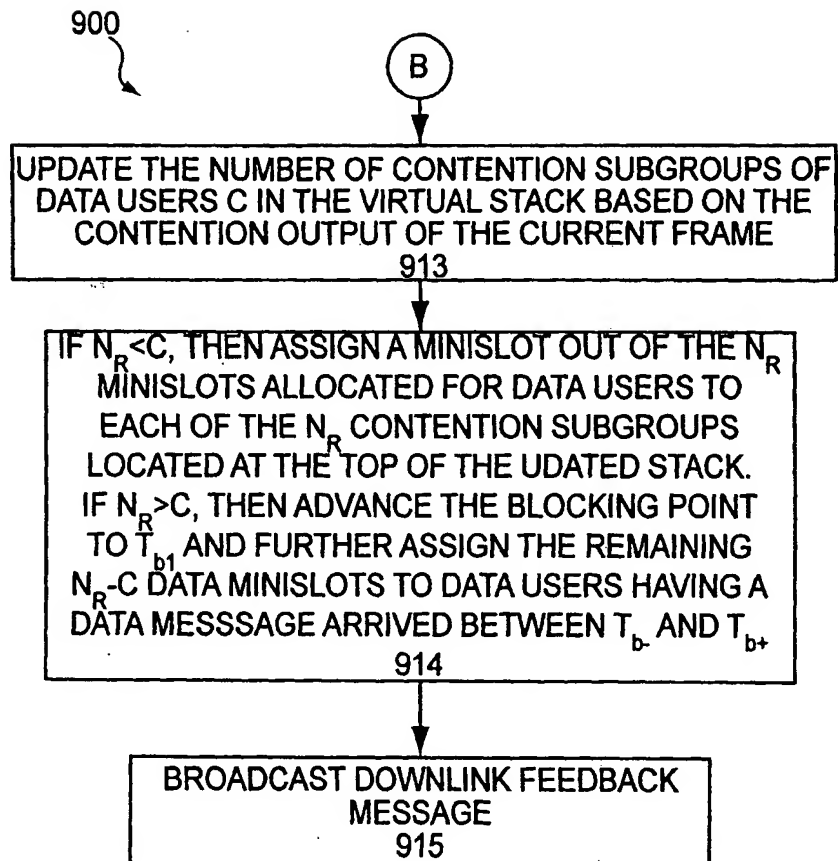 900
B
UPDATE THE NUMBER OF CONTENTION SUBGROUPS OF
DATA USERS C IN THE VIRTUAL STACK BASED ON THE
CONTENTION OUTPUT OF THE CURRENT FRAME
913
IF N_R<C, THEN ASSIGN A MINISLOT OUT OF THE N_R
MINISLOTS ALLOCATED FOR DATA USERS TO
EACH OF THE N_R CONTENTION SUBGROUPS
LOCATED AT THE TOP OF THE UDATED STACK.
IF N_R>C, THEN ADVANCE THE BLOCKING POINT
TO T_b1 AND FURTHER ASSIGN THE REMAINING
N_R-C DATA MINISLOTS TO DATA USERS HAVING A
DATA MESSSAGE ARRIVED BETWEEN T_b- AND T_b+
914
BROADCAST DOWNLINK FEEDBACK
MESSAGE
915